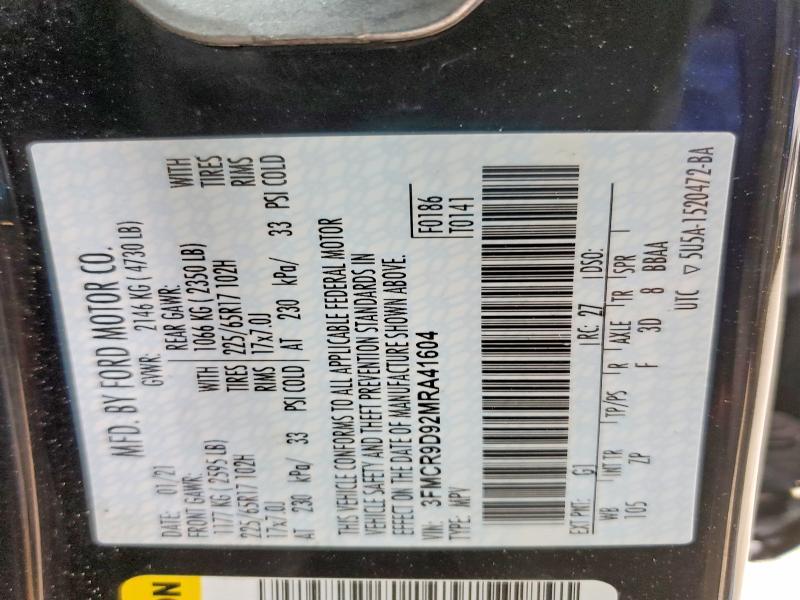 MFD. BY FORD MOTOR CO.
DATE: 01/21 GVWR: 2146 KG ( 4730 LB)
FRONT GAWR: REAR GAWR:
1177 KG ( 2595 LB) WITH 1066 KG ( 2350 LB) WITH
225/65R17 102H TIRES 225/65R17 102H TIRES
17x7.0J RIMS 17x7.0J RIMS
AT 230 kPa/ 33 PSI COLD AT 230 kPa/ 33 PSI COLD
THIS VEHICLE CONFORMS TO ALL APPLICABLE FEDERAL MOTOR
VEHICLE SAFETY AND THEFT PREVENTION STANDARDS IN
EFFECT ON THE DATE OF MANUFACTURE SHOWN ABOVE.
VIN: 3FMCR9D92MRA41604 F0186
TYPE: MPV T0141
EXT PNT: G1 RC: 27 DSO:
WB MT TR TP/PS R AXLE TR SPR
105 ZP F 3D 8 BBAA
UTC ▽ 5U5A-1520472-BA
ON